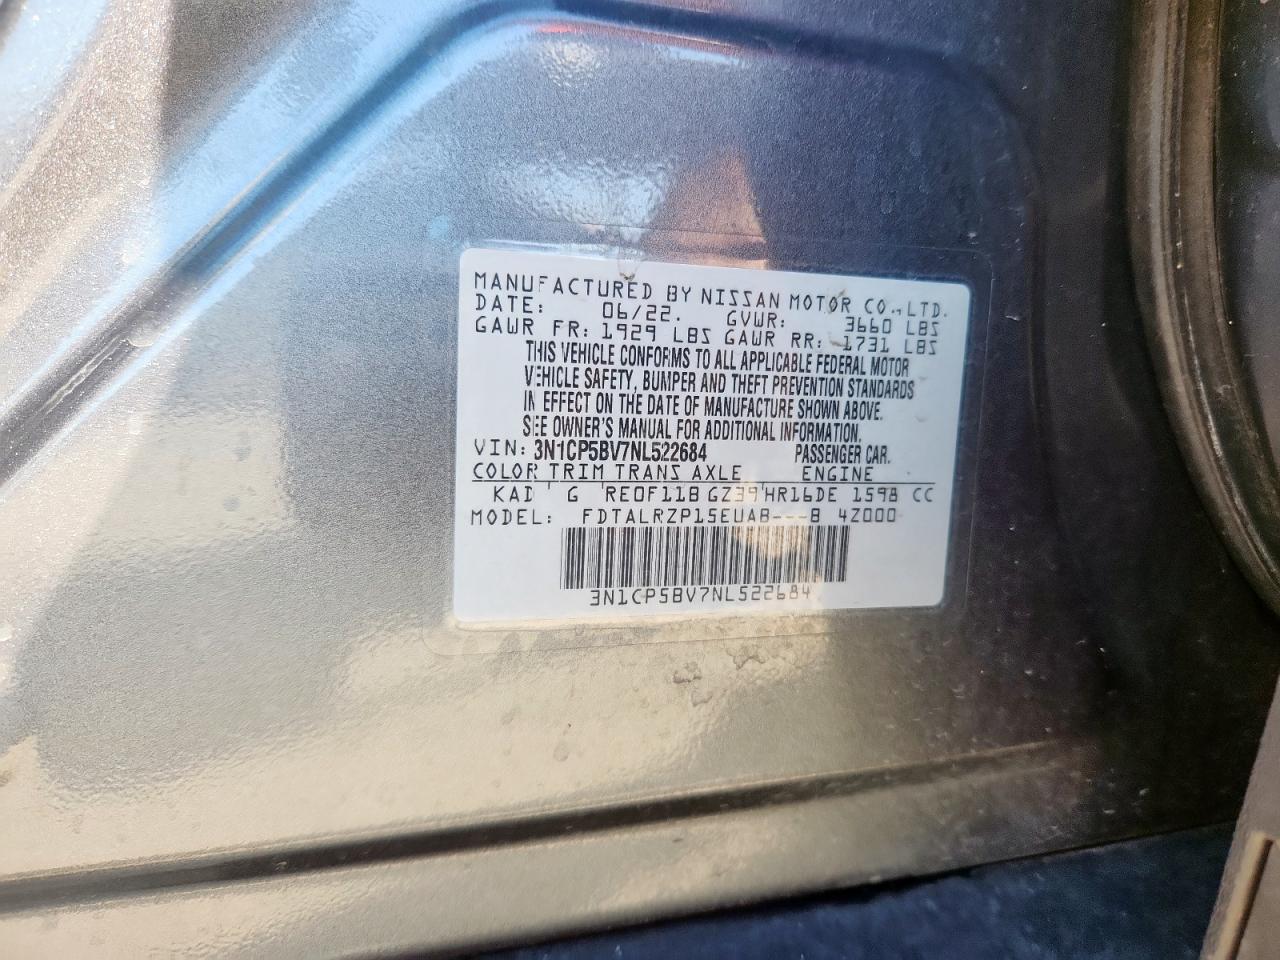 MANUFACTURED BY NISSAN MOTOR CO., LTD.
DATE: 06/22. GVWR: 3660 LBS
GAWR FR: 1929 LBS GAWR RR: 1731 LBS
THIS VEHICLE CONFORMS TO ALL APPLICABLE FEDERAL MOTOR
VEHICLE SAFETY, BUMPER AND THEFT PREVENTION STANDARDS
IN EFFECT ON THE DATE OF MANUFACTURE SHOWN ABOVE.
SEE OWNER'S MANUAL FOR ADDITIONAL INFORMATION.
VIN: 3N1CP5BV7NL522684 PASSENGER CAR.
COLOR TRIM TRANS AXLE ENGINE
KAD G RE0F11B GZ39 HR16DE 1598 CC
MODEL: FDTALRZP15EUAB---B 4Z000
3N1CP5BV7NL522684